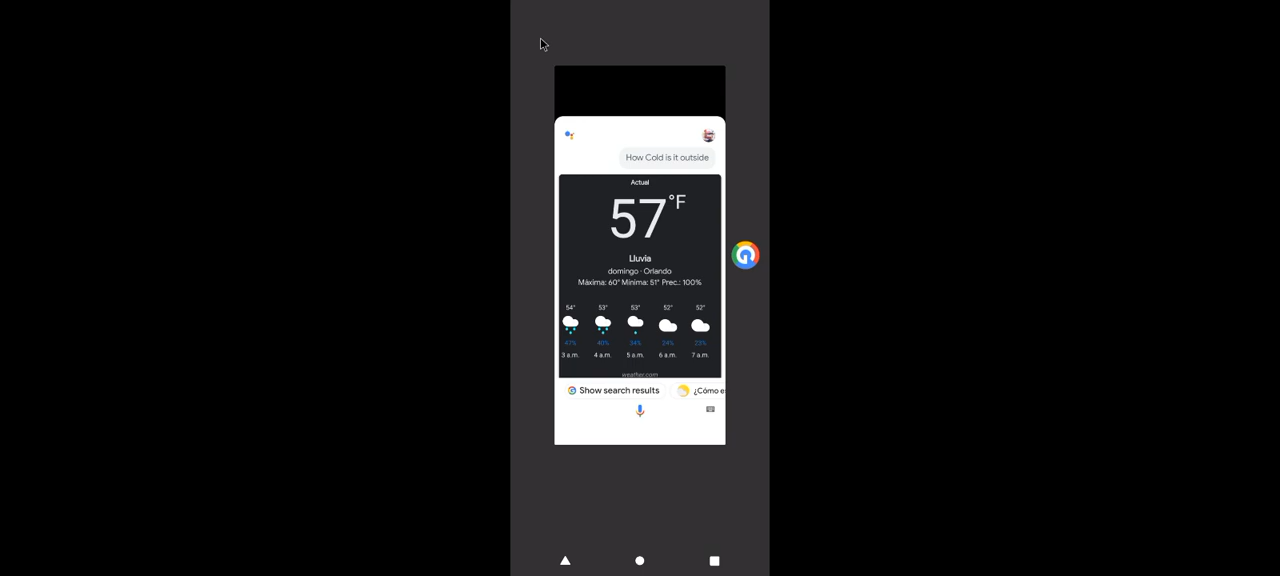 How Cold is it outside
Actual
57°F
Lluvia
domingo · Orlando
Máxima: 60° Mínima: 51° Prec.: 100%
54° 53° 53° 52° 52°
47% 40% 34% 24% 23%
3 a.m. 4 a.m. 5 a.m. 6 a.m. 7 a.m.
weather.com
Show search results ¿Cómo